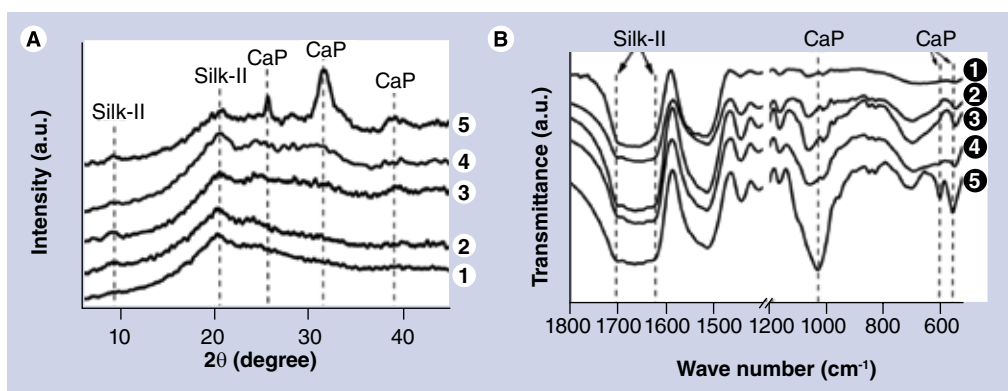 A
Silk-II
Silk-II
CaP
CaP
CaP
5
4
3
2
1
Intensity (a.u.)
10 20 30 40
2θ (degree)
B
Silk-II CaP CaP
1
2
3
4
5
Transmittance (a.u.)
1800 1700 1600 1500 1200 1000 800 600
Wave number (cm-1)